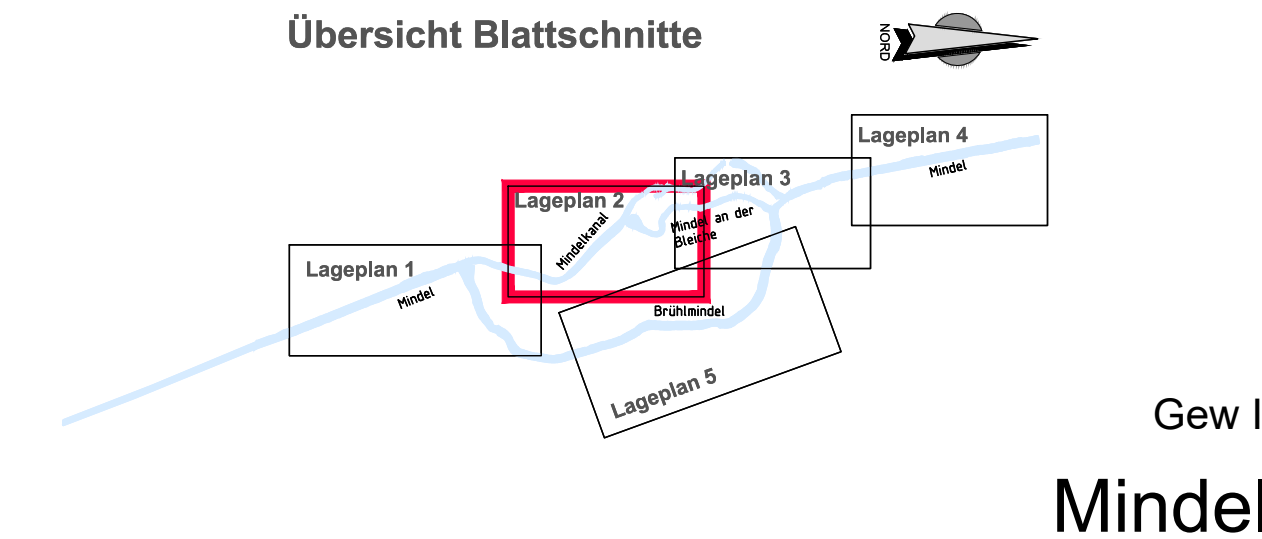 Übersicht Blattschnitte
NORD
Lageplan 4
Mindel
Lageplan 3
Lageplan 2
Mindel an der
Bleiche
Mindelkanal
Lageplan 1
Mindel
Brühlmindel
Lageplan 5
Gew I
Mindel